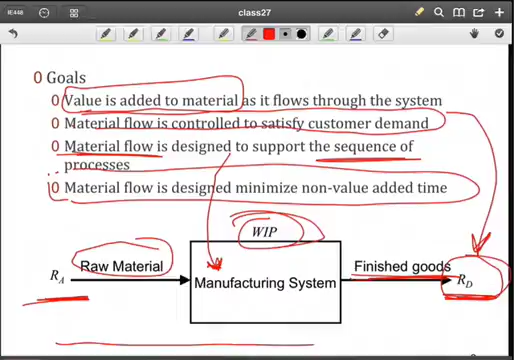 IE448
class27
O Goals
O Value is added to material as it flows through the system
O Material flow is controlled to satisfy customer demand
O Material flow is designed to support the sequence of
processes
O Material flow is designed minimize non-value added time
WIP
Raw Material
Finished goods
R_A
Manufacturing System
R_D